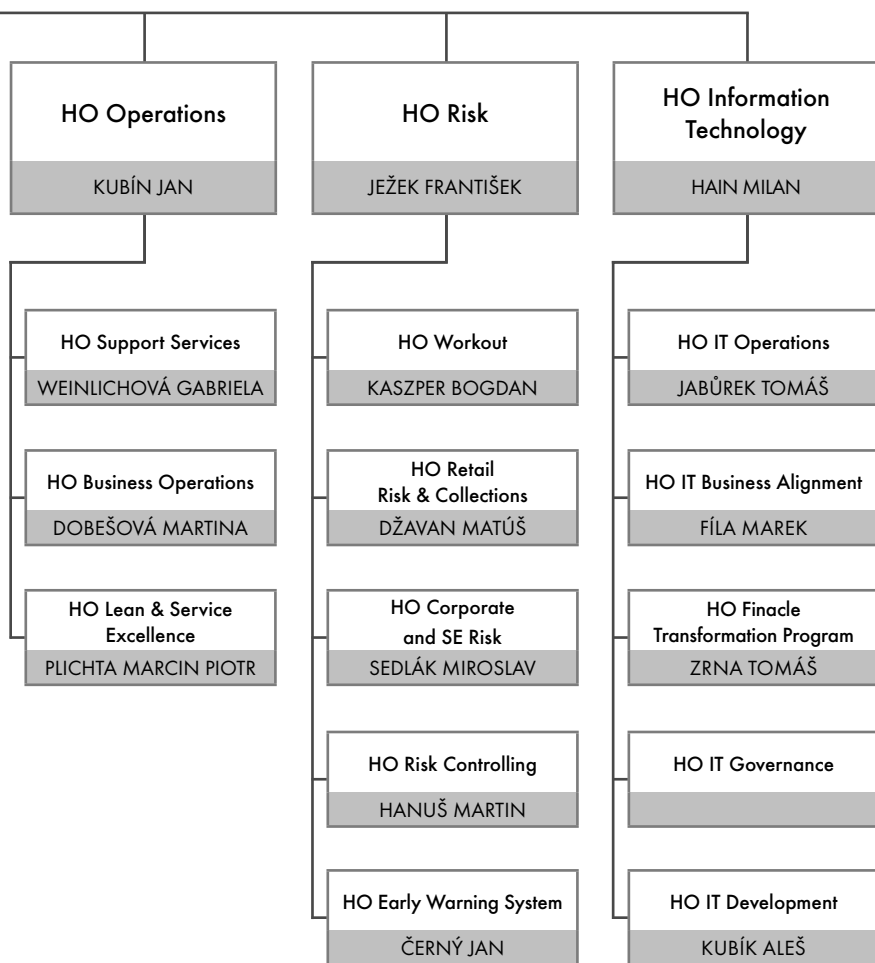 HO Operations
KUBÍN JAN
HO Support Services
WEINLICHOVÁ GABRIELA
HO Business Operations
DOBEŠOVÁ MARTINA
HO Lean & Service
Excellence
PLICHTA MARCIN PIOTR
HO Risk
JEŽEK FRANTIŠEK
HO Workout
KASZPER BOGDAN
HO Retail
Risk & Collections
DŽAVAN MATÚŠ
HO Corporate
and SE Risk
SEDLÁK MIROSLAV
HO Risk Controlling
HANUŠ MARTIN
HO Early Warning System
ČERNÝ JAN
HO Information
Technology
HAIN MILAN
HO IT Operations
JABŮREK TOMÁŠ
HO IT Business Alignment
FÍLA MAREK
HO Finacle
Transformation Program
ZRNA TOMÁŠ
HO IT Governance
HO IT Development
KUBÍK ALEŠ